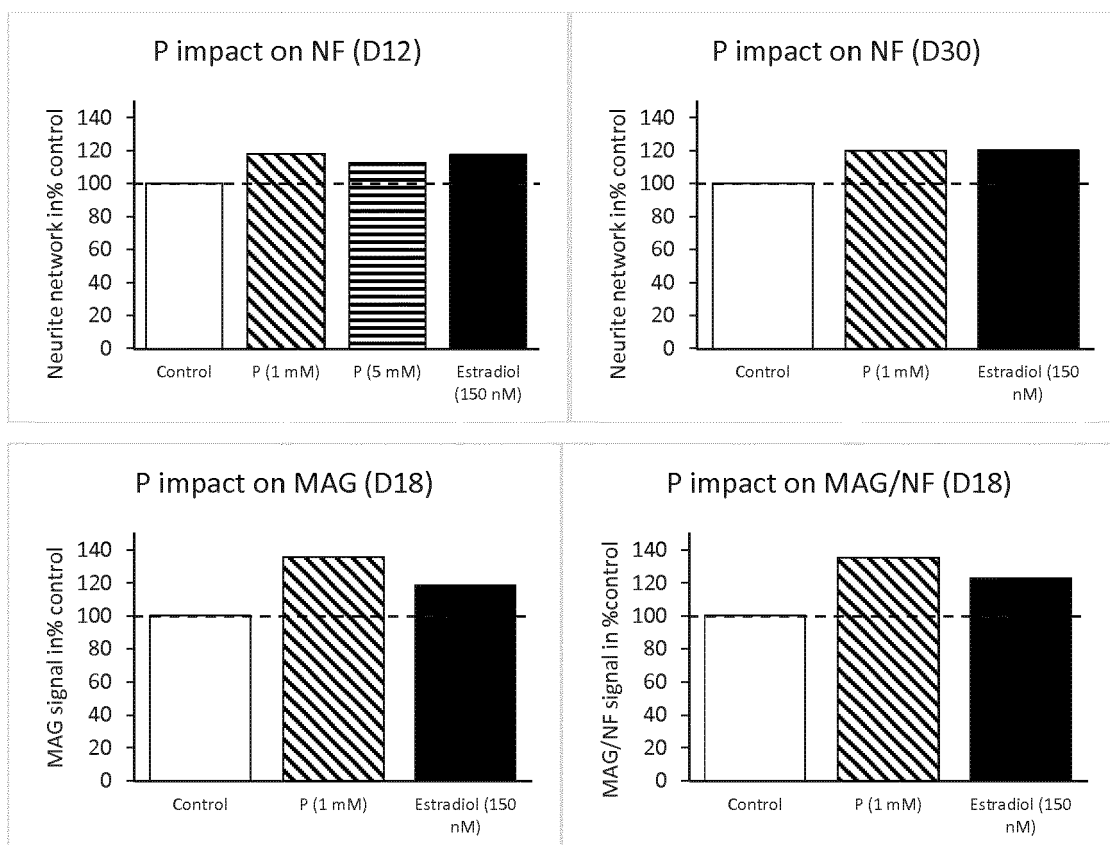 P impact on NF (D12)
Neurite network in% control
140
120
100
80
60
40
20
0
Control
P (1 mM)
P (5 mM)
Estradiol
(150 nM)
P impact on NF (D30)
Neurite network in% control
140
120
100
80
60
40
20
0
Control
P (1 mM)
Estradiol (150
nM)
P impact on MAG (D18)
MAG signal in% control
140
120
100
80
60
40
20
0
Control
P (1 mM)
Estradiol (150
nM)
P impact on MAG/NF (D18)
MAG/NF signal in %control
140
120
100
80
60
40
20
0
Control
P (1 mM)
Estradiol (150
nM)